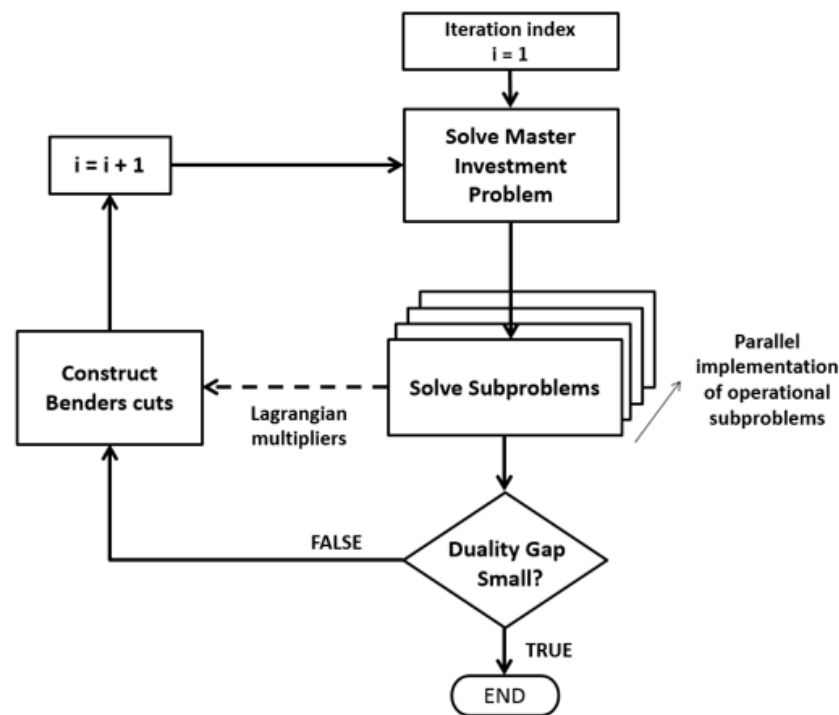 Iteration index
i = 1
Solve Master
Investment
Problem
i = i + 1
Construct
Benders cuts
Lagrangian
multipliers
Solve Subproblems
Parallel
implementation
of operational
subproblems
FALSE
Duality Gap
Small?
TRUE
END